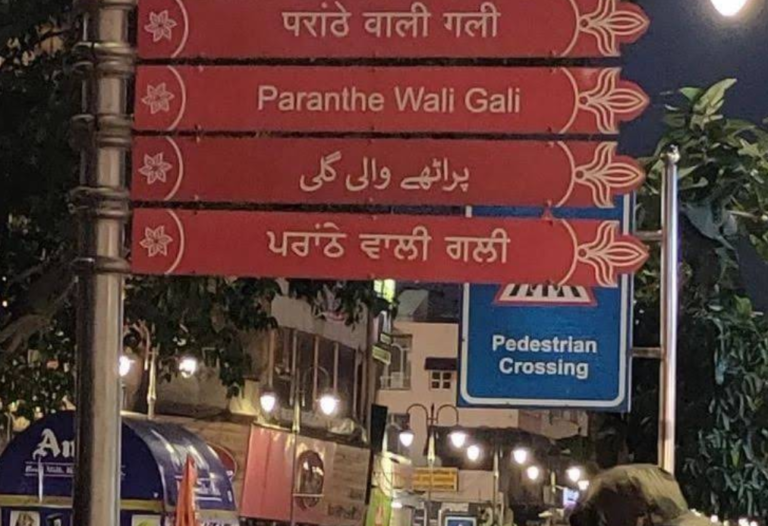 परांठे वाली गली
Paranthe Wali Gali
پراٹھے والی گلی
ਪਰਾਂਠੇ ਵਾਲੀ ਗਲੀ
Pedestrian
Crossing